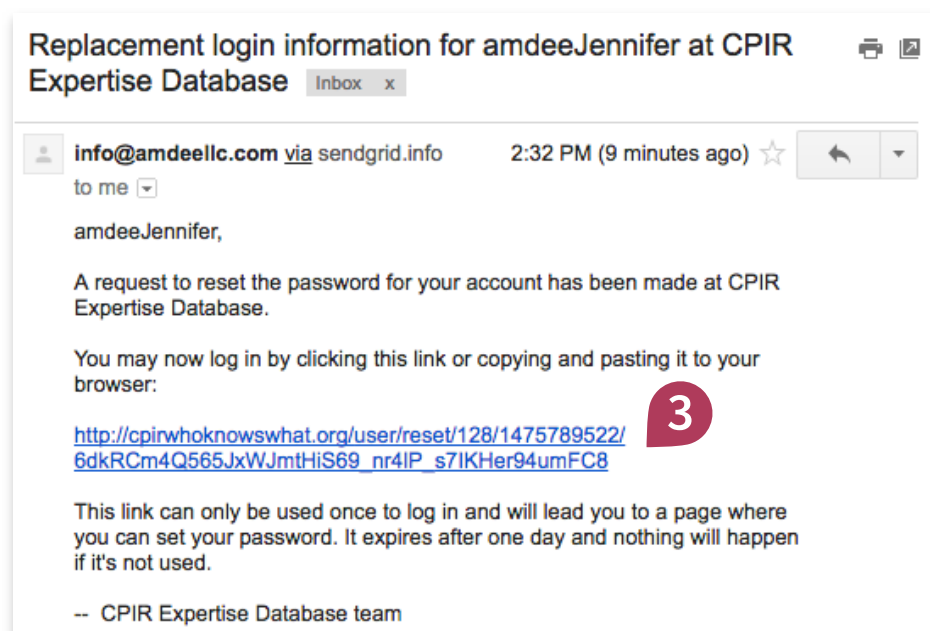 Replacement login information for amdeeJennifer at CPIR
Expertise Database Inbox x
info@amdeellc.com via sendgrid.info 2:32 PM (9 minutes ago)
to me
amdeeJennifer,
A request to reset the password for your account has been made at CPIR
Expertise Database.
You may now log in by clicking this link or copying and pasting it to your
browser:
http://cpirwhoknowswhat.org/user/reset/128/1475789522/
6dkRCm4Q565JxWJmtHiS69_nr4lP_s7IKHer94umFC8
3
This link can only be used once to log in and will lead you to a page where
you can set your password. It expires after one day and nothing will happen
if it's not used.
-- CPIR Expertise Database team